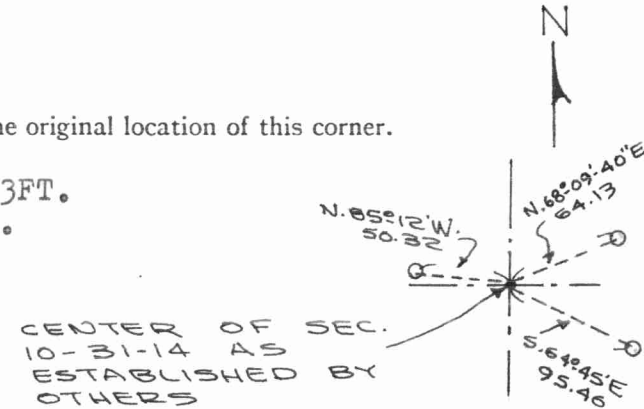 N
ne original location of this corner.
3FT.
N.85°12'W.
50.32
N.68°-09'-40"E
64.13
CENTER OF SEC.
10-31-14 AS
ESTABLISHED BY
OTHERS
S.64°45'E
95.46